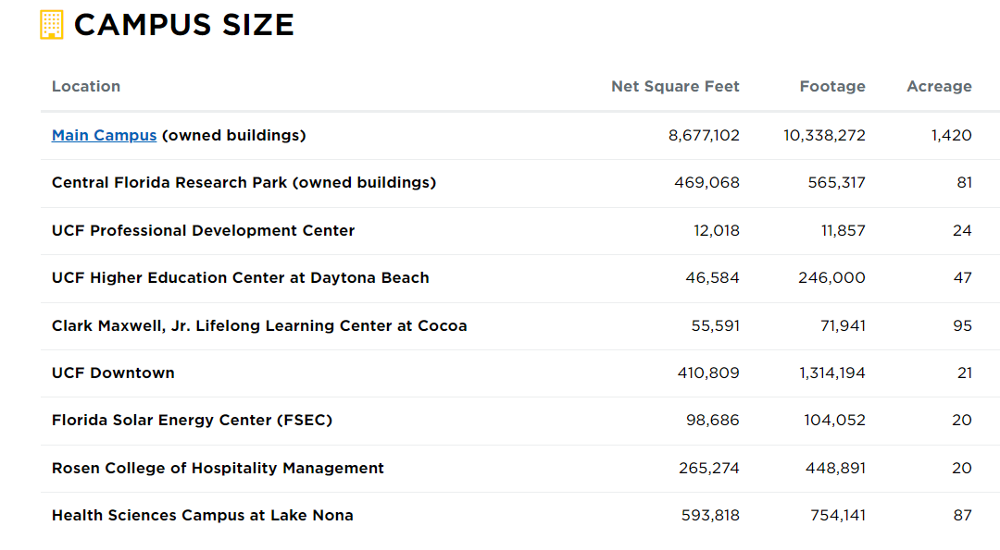 CAMPUS SIZE
Location Net Square Feet Footage Acreage
Main Campus (owned buildings) 8,677,102 10,338,272 1,420
Central Florida Research Park (owned buildings) 469,068 565,317 81
UCF Professional Development Center 12,018 11,857 24
UCF Higher Education Center at Daytona Beach 46,584 246,000 47
Clark Maxwell, Jr. Lifelong Learning Center at Cocoa 55,591 71,941 95
UCF Downtown 410,809 1,314,194 21
Florida Solar Energy Center (FSEC) 98,686 104,052 20
Rosen College of Hospitality Management 265,274 448,891 20
Health Sciences Campus at Lake Nona 593,818 754,141 87